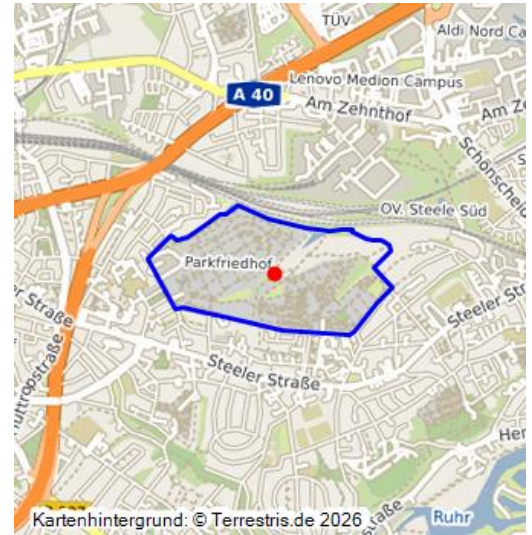 TÜV
Aldi Nord Ca
Lenovo Medion Campus
A 40
Am Zehnthof
Am Z
Schönscheid
S
OV. Steele Süd
Parkfriedhof
Steeler Straße
Steeler Straße
Steeler Straße
Huttropstraße
Her
straße
Ruhr
Kartenhintergrund: © Terrestris.de 2026